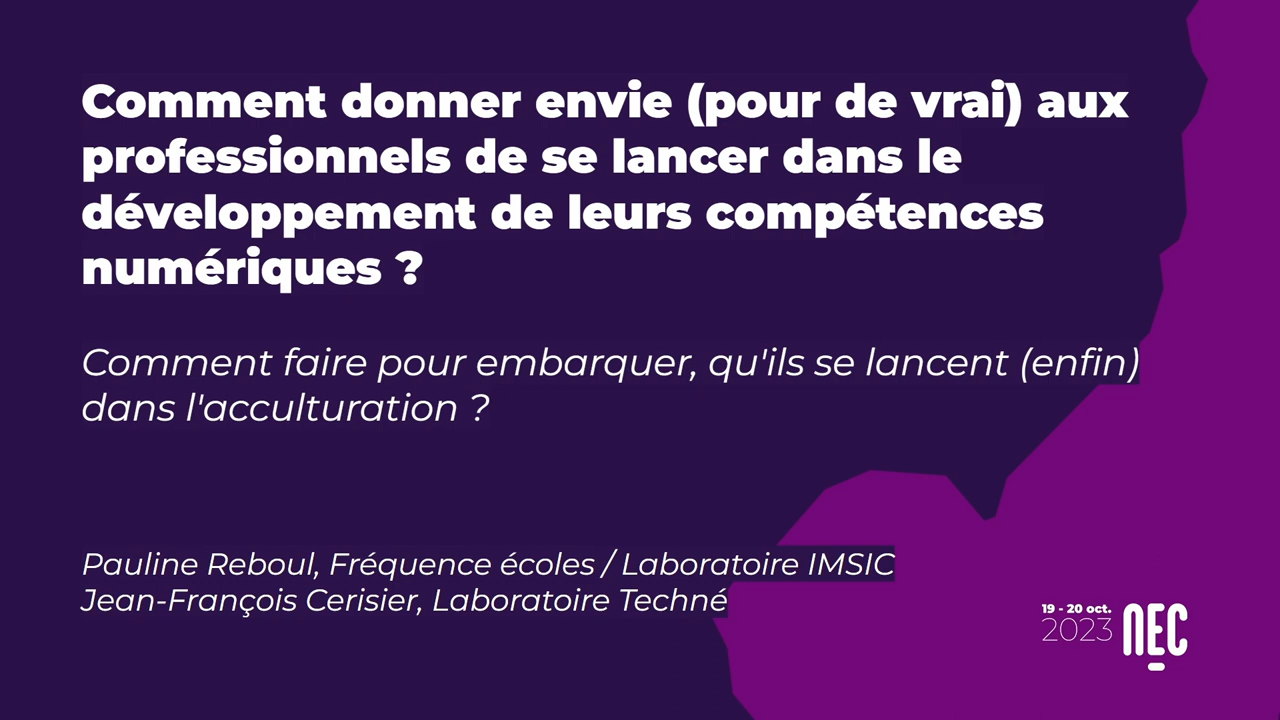 Comment donner envie (pour de vrai) aux
professionnels de se lancer dans le
développement de leurs compétences
numériques ?
Comment faire pour embarquer, qu'ils se lancent (enfin)
dans l'acculturation ?
Pauline Reboul, Fréquence écoles / Laboratoire IMSIC
Jean-François Cerisier, Laboratoire Techné
19 - 20 oct.
2023
NEC